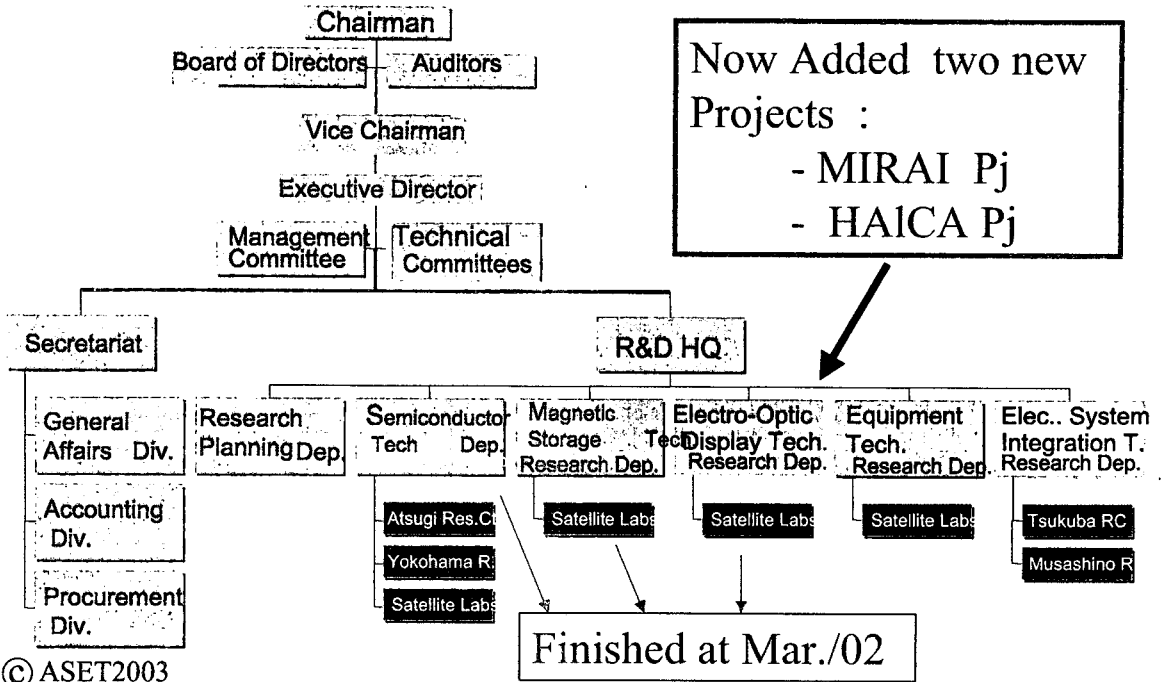 Chairman
Board of Directors
Auditors
Vice Chairman
Executive Director
Management
Committee
Technical
Committees
Now Added two new
Projects :
- MIRAI Pj
- HAlCA Pj
Secretariat
R&D HQ
General
Affairs Div.
Accounting
Div.
Procurement
Div.
Research
Planning Dep.
Semiconductor
Tech Dep.
Atsugi Res.Ct
Yokohama R.
Satellite Labs
Magnetic
Storage Tech.
Research Dep.
Satellite Labs
Electro-Optic
Display Tech.
Research Dep.
Satellite Labs
Equipment
Tech.
Research Dep.
Satellite Labs
Elec.. System
Integration T.
Research Dep.
Tsukuba RC
Musashino R
Finished at Mar./02
© ASET2003